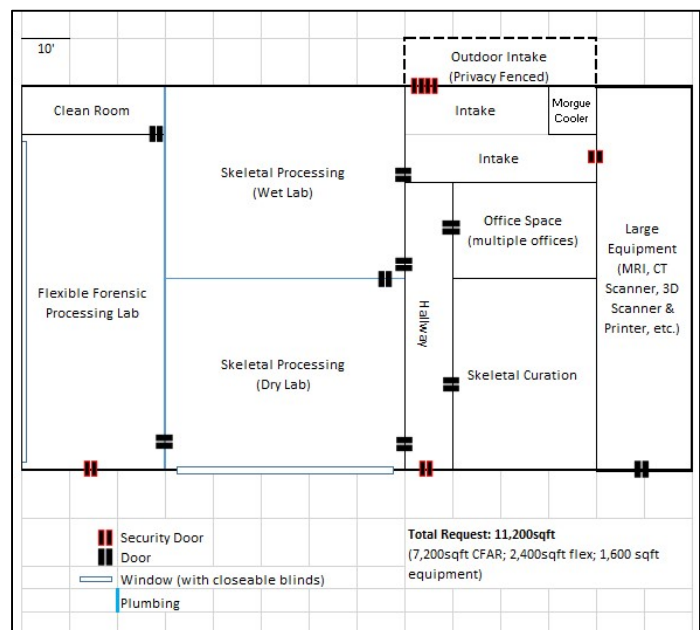 10'
Outdoor Intake
(Privacy Fenced)
Clean Room
Intake
Morgue
Cooler
Intake
Skeletal Processing
(Wet Lab)
Office Space
(multiple offices)
Large
Equipment
(MRI, CT
Scanner, 3D
Scanner &
Printer, etc.)
Flexible Forensic
Processing Lab
Hallway
Skeletal Processing
(Dry Lab)
Skeletal Curation
Security Door
Door
Window (with closeable blinds)
Plumbing
Total Request: 11,200sqft
(7,200sqft CFAR; 2,400sqft flex; 1,600 sqft
equipment)